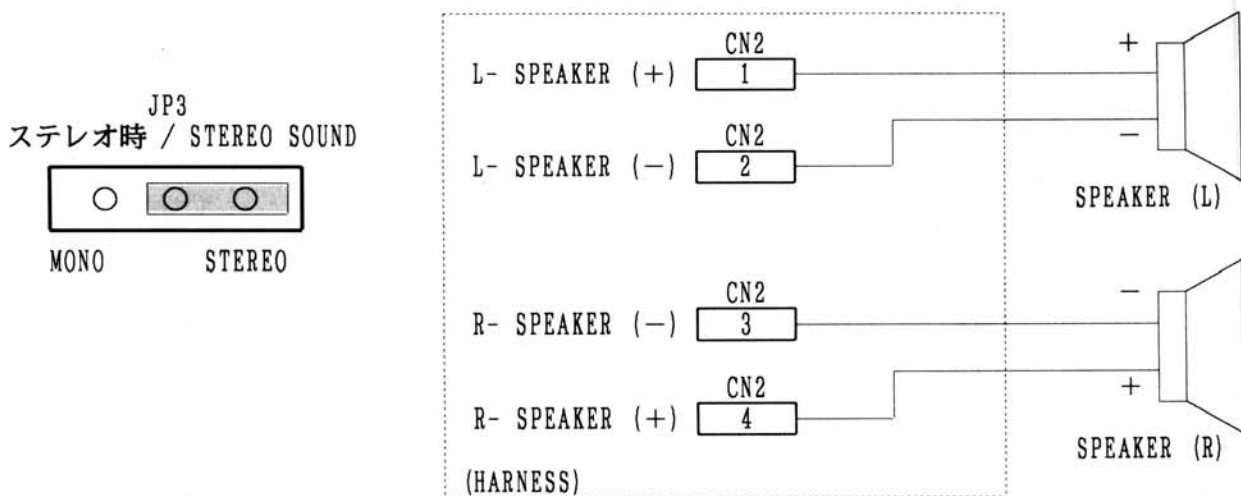 JP3
ステレオ時 / STEREO SOUND
MONO STEREO
CN2
L- SPEAKER (+) 1
+
CN2
L- SPEAKER (−) 2
−
SPEAKER (L)
CN2
R- SPEAKER (−) 3
−
CN2
R- SPEAKER (+) 4
+
SPEAKER (R)
(HARNESS)